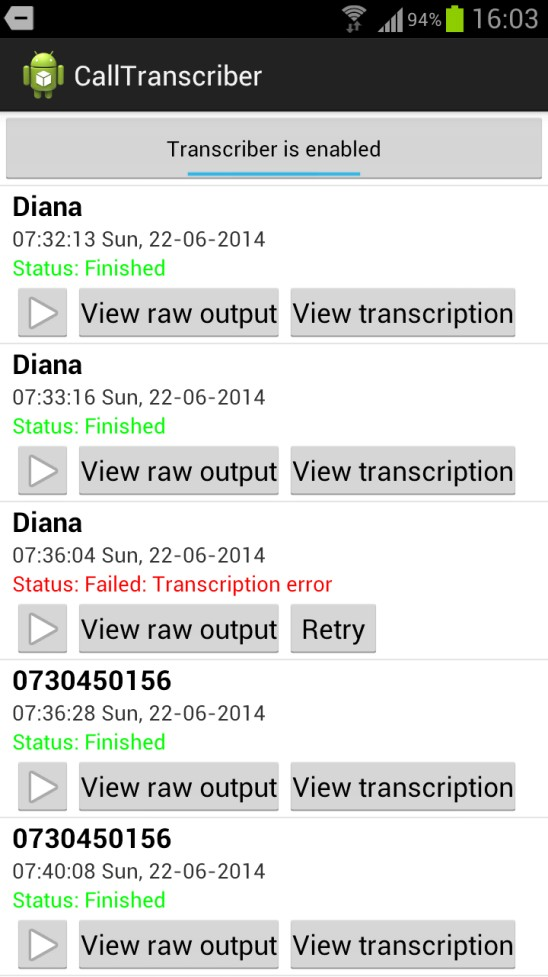 94% 16:03
CallTranscriber
Transcriber is enabled
Diana
07:32:13 Sun, 22-06-2014
Status: Finished
View raw output View transcription
Diana
07:33:16 Sun, 22-06-2014
Status: Finished
View raw output View transcription
Diana
07:36:04 Sun, 22-06-2014
Status: Failed: Transcription error
View raw output Retry
0730450156
07:36:28 Sun, 22-06-2014
Status: Finished
View raw output View transcription
0730450156
07:40:08 Sun, 22-06-2014
Status: Finished
View raw output View transcription